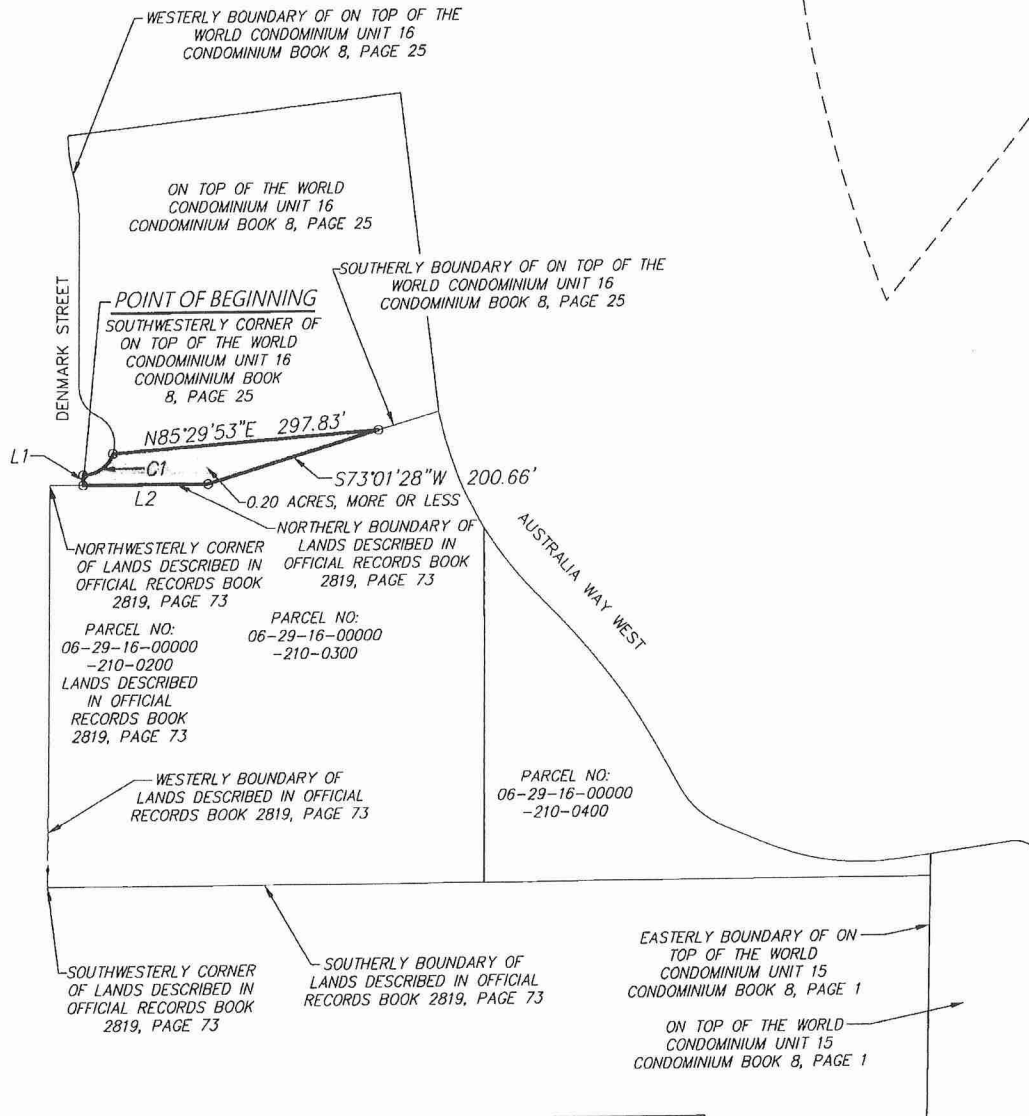 WESTERLY BOUNDARY OF ON TOP OF THE
WORLD CONDOMINIUM UNIT 16
CONDOMINIUM BOOK 8, PAGE 25
ON TOP OF THE WORLD
CONDOMINIUM UNIT 16
CONDOMINIUM BOOK 8, PAGE 25
SOUTHERLY BOUNDARY OF ON TOP OF THE
WORLD CONDOMINIUM UNIT 16
CONDOMINIUM BOOK 8, PAGE 25
DENMARK STREET
POINT OF BEGINNING
SOUTHWESTERLY CORNER OF
ON TOP OF THE WORLD
CONDOMINIUM UNIT 16
CONDOMINIUM BOOK
8, PAGE 25
N85°29'53"E 297.83'
L1
C1
L2
S73°01'28"W 200.66'
0.20 ACRES, MORE OR LESS
NORTHERLY BOUNDARY OF
LANDS DESCRIBED IN
OFFICIAL RECORDS BOOK
2819, PAGE 73
NORTHWESTERLY CORNER
OF LANDS DESCRIBED IN
OFFICIAL RECORDS BOOK
2819, PAGE 73
AUSTRALIA WAY WEST
PARCEL NO:
06-29-16-00000
-210-0200
LANDS DESCRIBED
IN OFFICIAL
RECORDS BOOK
2819, PAGE 73
PARCEL NO:
06-29-16-00000
-210-0300
WESTERLY BOUNDARY OF
LANDS DESCRIBED IN OFFICIAL
RECORDS BOOK 2819, PAGE 73
PARCEL NO:
06-29-16-00000
-210-0400
SOUTHWESTERLY CORNER
OF LANDS DESCRIBED IN
OFFICIAL RECORDS BOOK
2819, PAGE 73
SOUTHERLY BOUNDARY OF
LANDS DESCRIBED IN OFFICIAL
RECORDS BOOK 2819, PAGE 73
EASTERLY BOUNDARY OF ON
TOP OF THE WORLD
CONDOMINIUM UNIT 15
CONDOMINIUM BOOK 8, PAGE 1
ON TOP OF THE WORLD
CONDOMINIUM UNIT 15
CONDOMINIUM BOOK 8, PAGE 1